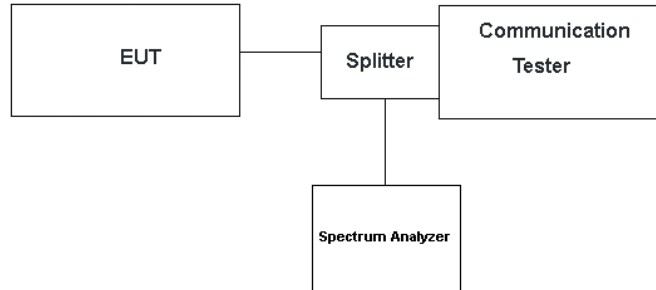 EUT
Splitter
Communication
Tester
Spectrum Analyzer